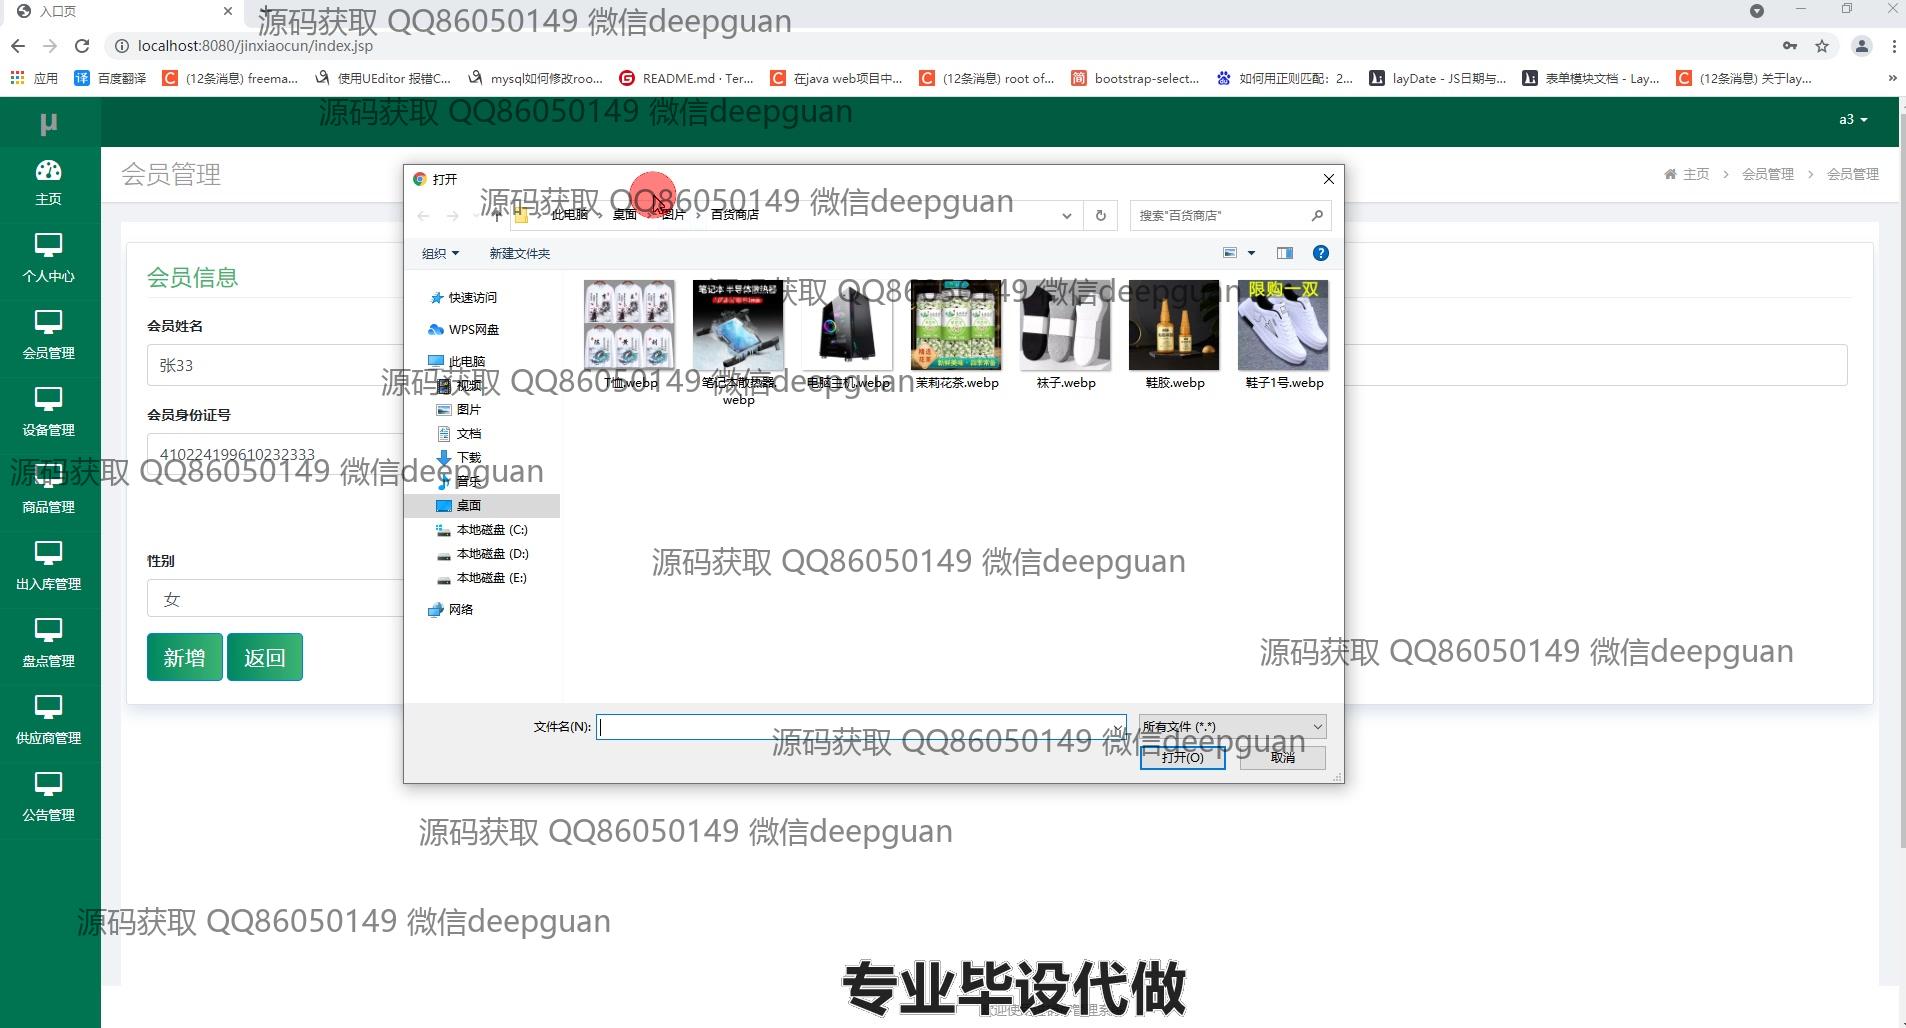 入口页
源码获取 QQ86050149 微信deepguan
localhost:8080/jinxiaocun/index.jsp
应用
百度翻译
(12条消息) freema...
使用UEditor 报错C...
mysql如何修改roo...
README.md · Ter...
在java web项目中...
(12条消息) root of...
bootstrap-select...
如何用正则匹配：2...
layDate - JS日期与...
表单模块文档 - Lay...
(12条消息) 关于lay...
源码获取 QQ86050149 微信deepguan
μ
a3
主页
个人中心
会员管理
设备管理
商品管理
出入库管理
盘点管理
供应商管理
公告管理
会员管理
主页
会员管理
会员管理
会员信息
会员姓名
张33
会员身份证号
410224199610232333
性别
女
新增
返回
打开
源码获取 QQ86050149 微信deepguan
此电脑
桌面
图片
百货商店
搜索"百货商店"
组织
新建文件夹
源码获取 QQ86050149 微信deepguan
快速访问
WPS网盘
此电脑
视频
图片
文档
下载
音乐
桌面
本地磁盘 (C:)
本地磁盘 (D:)
本地磁盘 (E:)
网络
笔记本 半导体散热器
限购一双
T恤.webp
笔记本散热器.
webp
电脑主机.webp
茉莉花茶.webp
袜子.webp
鞋胶.webp
鞋子1号.webp
源码获取 QQ86050149 微信deepguan
源码获取 QQ86050149 微信deepguan
源码获取 QQ86050149 微信deepguan
源码获取 QQ86050149 微信deepguan
文件名(N):
所有文件 (*.*)
源码获取 QQ86050149 微信deepguan
打开(O)
取消
源码获取 QQ86050149 微信deepguan
源码获取 QQ86050149 微信deepguan
专业毕设代做